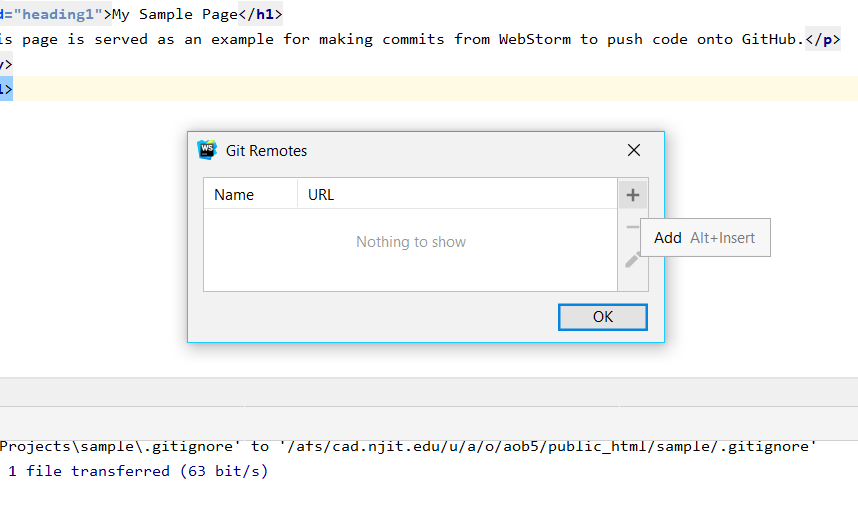 d="heading1">My Sample Page</h1>
is page is served as an example for making commits from WebStorm to push code onto GitHub.</p>
y>
l>
WS
Git Remotes
Name URL
Nothing to show
Add Alt+Insert
OK
Projects\sample\.gitignore' to '/afs/cad.njit.edu/u/a/o/aob5/public_html/sample/.gitignore'
1 file transferred (63 bit/s)